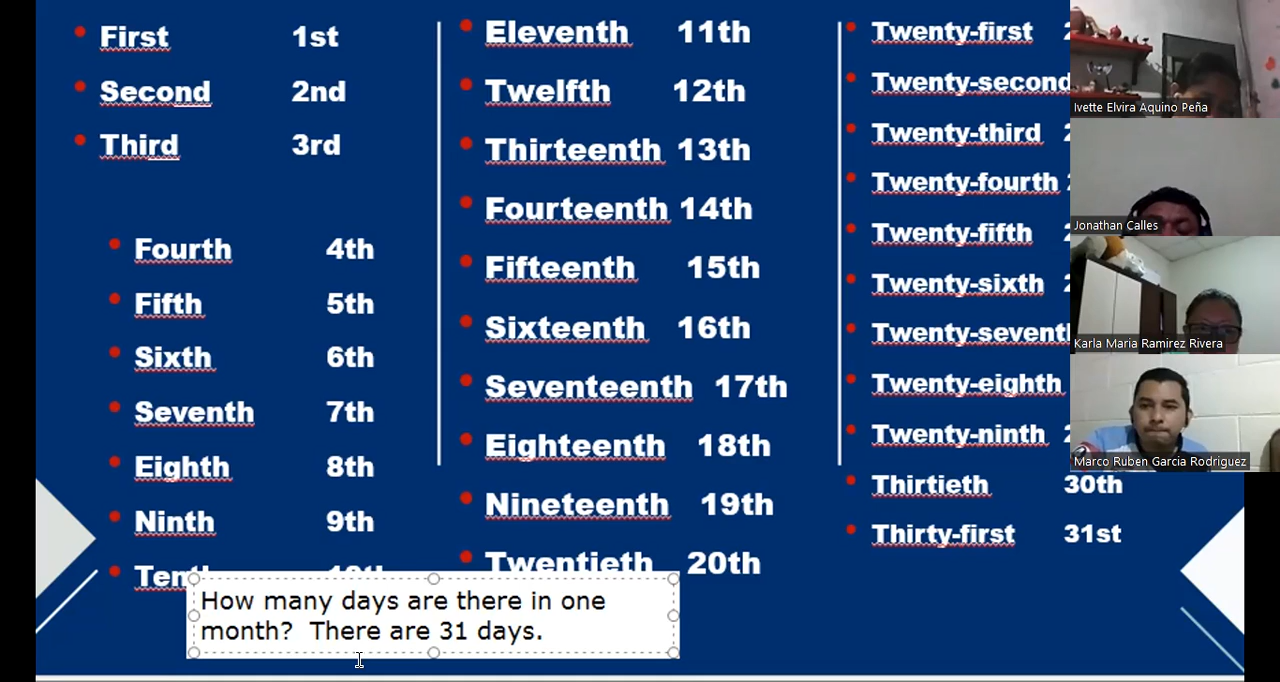 First 1st
Second 2nd
Third 3rd
Fourth 4th
Fifth 5th
Sixth 6th
Seventh 7th
Eighth 8th
Ninth 9th
Tenth 10th
Eleventh 11th
Twelfth 12th
Thirteenth 13th
Fourteenth 14th
Fifteenth 15th
Sixteenth 16th
Seventeenth 17th
Eighteenth 18th
Nineteenth 19th
Twentieth 20th
Twenty-first
Twenty-second
Twenty-third
Twenty-fourth
Twenty-fifth
Twenty-sixth
Twenty-seventh
Twenty-eighth
Twenty-ninth
Thirtieth 30th
Thirty-first 31st
How many days are there in one
month? There are 31 days.
Ivette Elvira Aquino Peña
Jonathan Calles
Karla Maria Ramirez Rivera
Marco Ruben Garcia Rodriguez